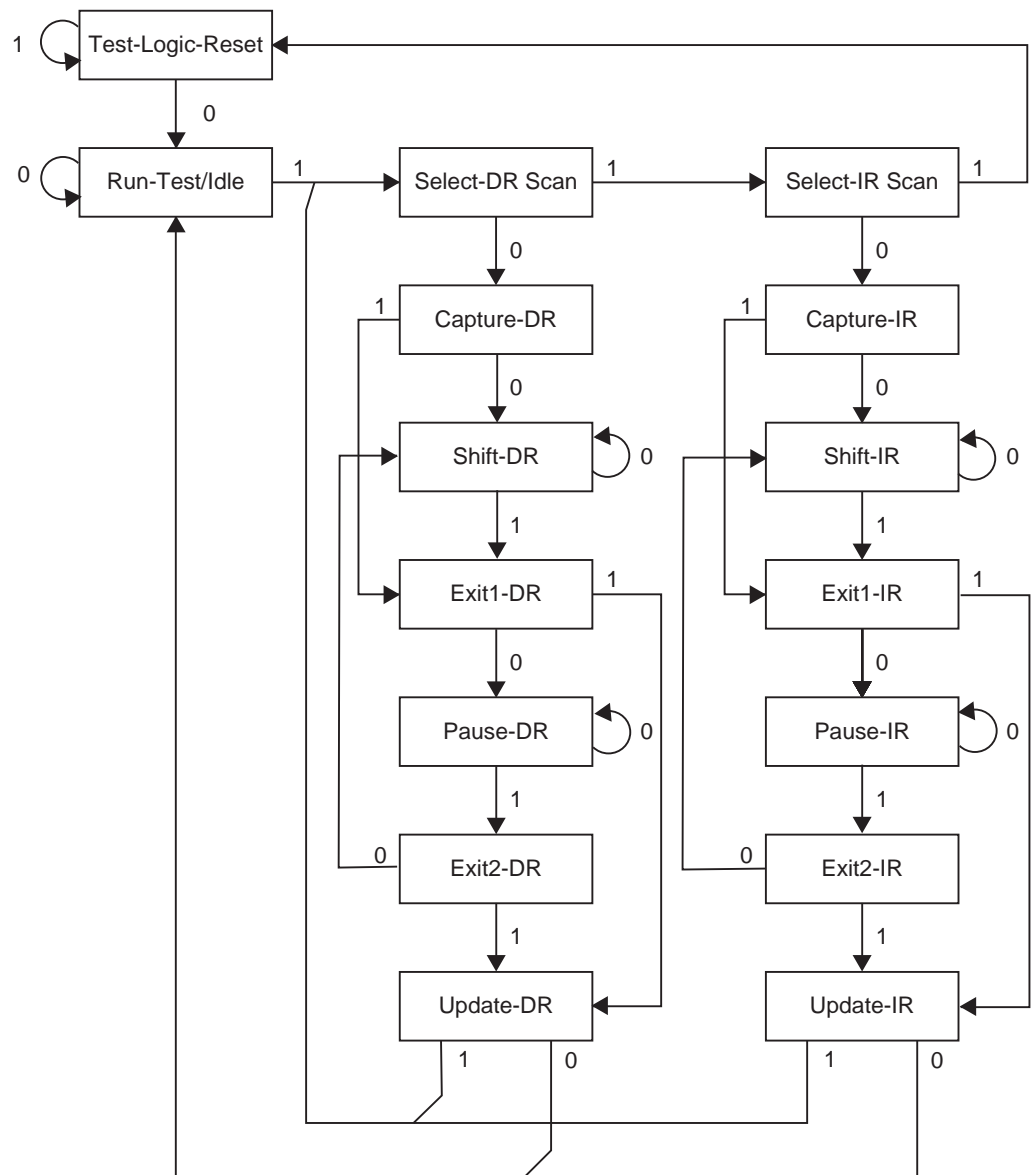 1 Test-Logic-Reset
0
0 Run-Test/Idle 1 Select-DR Scan 1 Select-IR Scan 1
0 0
1 Capture-DR 1 Capture-IR
0 0
Shift-DR 0 Shift-IR 0
1 1
Exit1-DR 1 Exit1-IR 1
0 0
Pause-DR 0 Pause-IR 0
1 1
0 Exit2-DR 0 Exit2-IR
1 1
Update-DR Update-IR
1 0 1 0